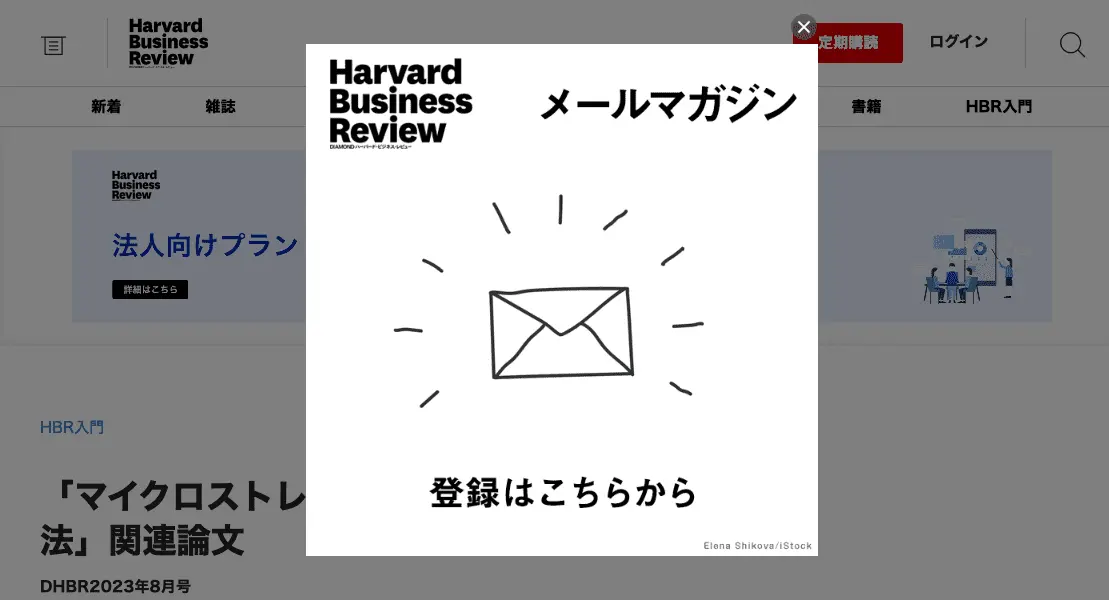 Harvard
Business
Review
定期購読
ログイン
新着
雑誌
書籍
HBR入門
Harvard
Business
Review
法人向けプラン
詳細はこちら
Harvard
Business
Review
DIAMONDハーバード・ビジネス・レビュー
メールマガジン
登録はこちらから
Elena Shikova/iStock
HBR入門
「マイクロストレ
法」関連論文
DHBR2023年8月号